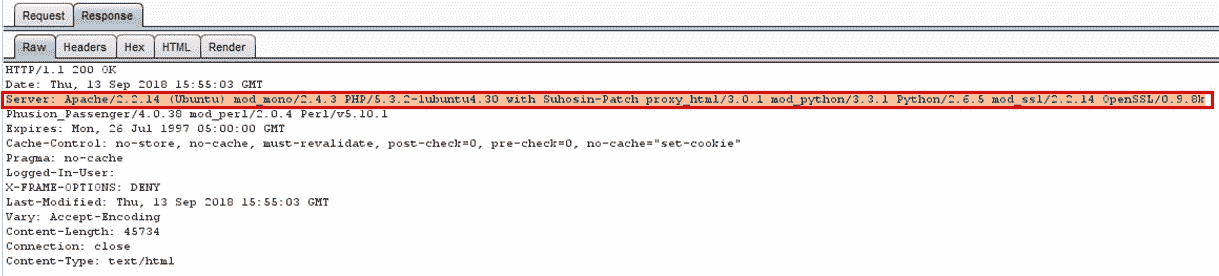 Request Response
Raw Headers Hex HTML Render
HTTP/1.1 200 OK
Date: Thu, 13 Sep 2018 15:55:03 GMT
Server: Apache/2.2.14 (Ubuntu) mod_mono/2.4.3 PHP/5.3.2-1ubuntu4.30 with Suhosin-Patch proxy_html/3.0.1 mod_python/3.3.1 Python/2.6.5 mod_ssl/2.2.14 OpenSSL/0.9.8k
Phusion_Passenger/4.0.38 mod_perl/2.0.4 Perl/v5.10.1
Expires: Mon, 26 Jul 1997 05:00:00 GMT
Cache-Control: no-store, no-cache, must-revalidate, post-check=0, pre-check=0, no-cache="set-cookie"
Pragma: no-cache
Logged-In-User:
X-FRAME-OPTIONS: DENY
Last-Modified: Thu, 13 Sep 2018 15:55:03 GMT
Vary: Accept-Encoding
Content-Length: 45734
Connection: close
Content-Type: text/html